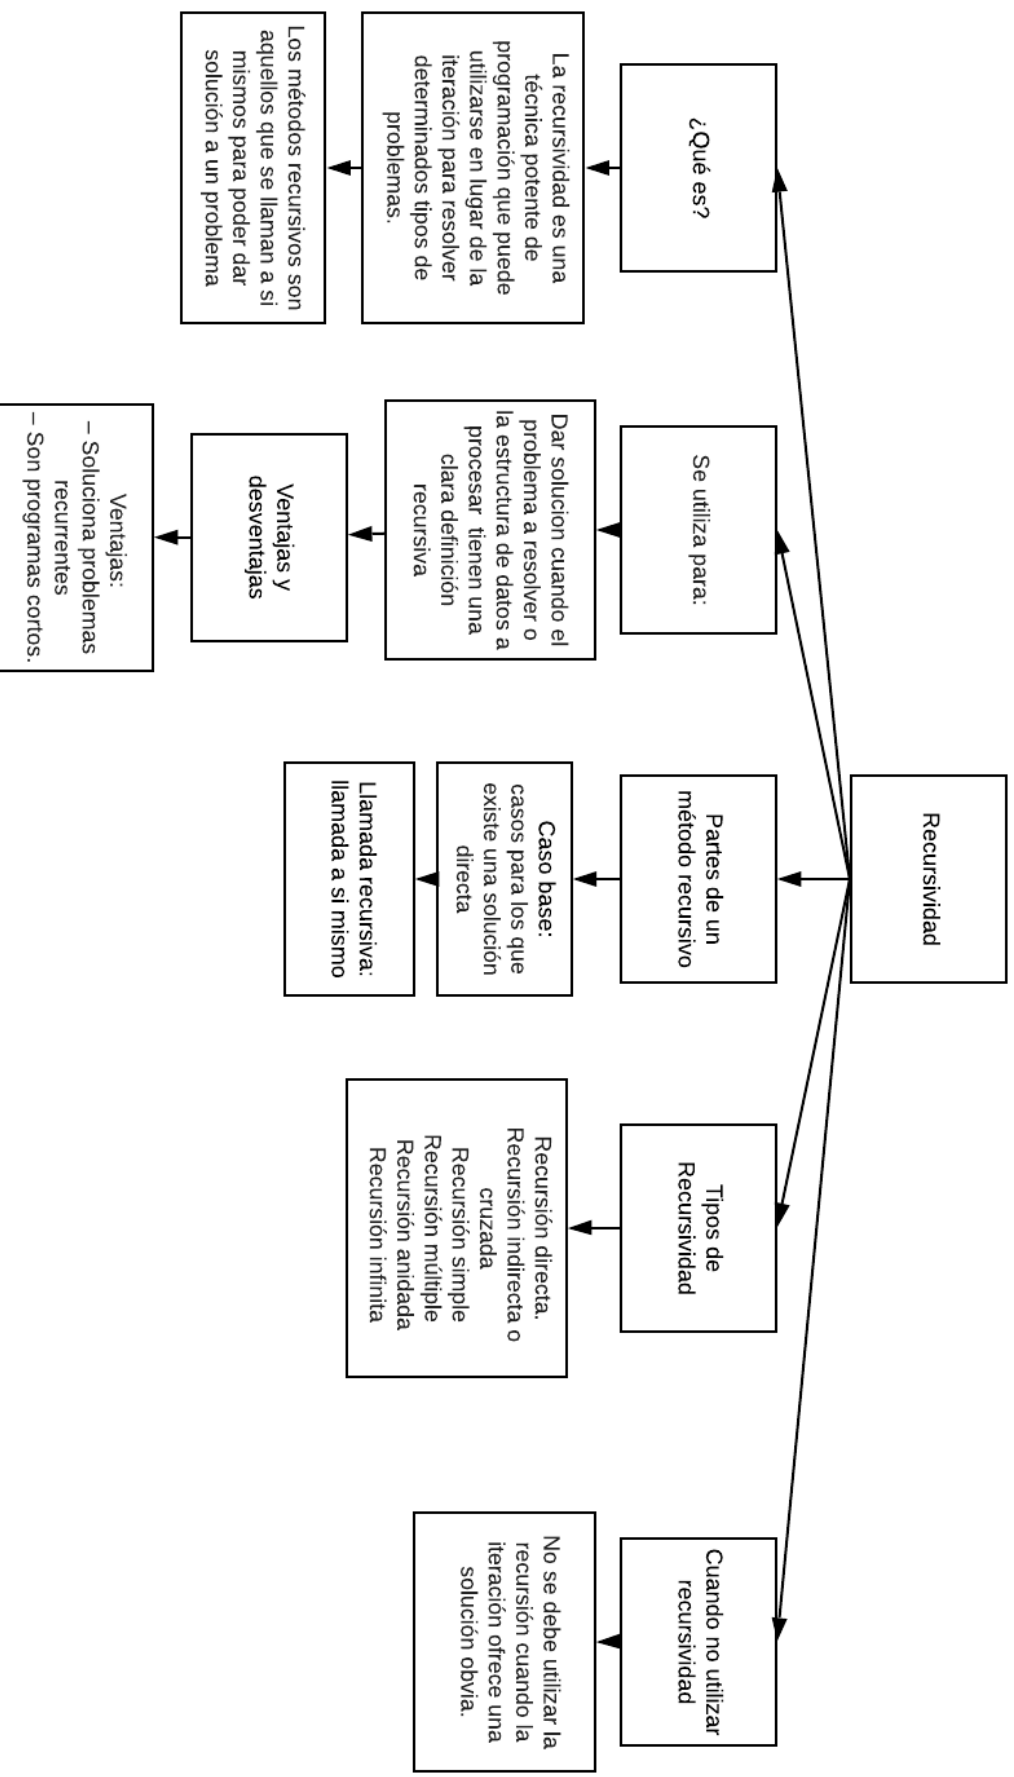 Recursividad
¿Qué es?
La recursividad es una
técnica potente de
programación que puede
utilizarse en lugar de la
iteración para resolver
determinados tipos de
problemas.
Los métodos recursivos son
aquellos que se llaman a si
mismos para poder dar
solución a un problema
Se utiliza para:
Dar solucion cuando el
problema a resolver o
la estructura de datos a
procesar tienen una
clara definición
recursiva
Ventajas y
desventajas
Ventajas:
– Soluciona problemas
recurrentes
– Son programas cortos.
Partes de un
método recursivo
Caso base:
casos para los que
existe una solución
directa
Llamada recursiva:
llamada a si mismo
Tipos de
Recursividad
Recursión directa.
Recursión indirecta o
cruzada
Recursión simple
Recursión múltiple
Recursión anidada
Recursión infinita
Cuando no utilizar
recursividad
No se debe utilizar la
recursión cuando la
iteración ofrece una
solución obvia.